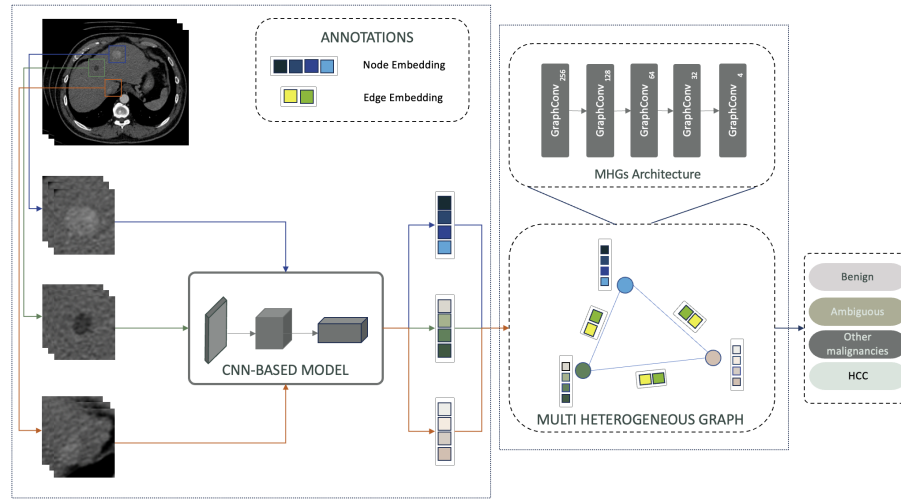 ANNOTATIONS
Node Embedding
Edge Embedding
GraphConv 256
GraphConv 128
GraphConv 64
GraphConv 32
GraphConv 4
MHGs Architecture
CNN-BASED MODEL
MULTI HETEROGENEOUS GRAPH
Benign
Ambiguous
Other
malignancies
HCC